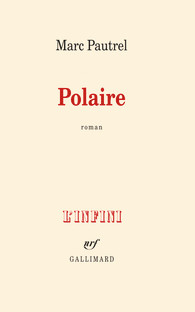 Marc Pautrel
Polaire
roman
L'INFINI
nrf
GALLIMARD